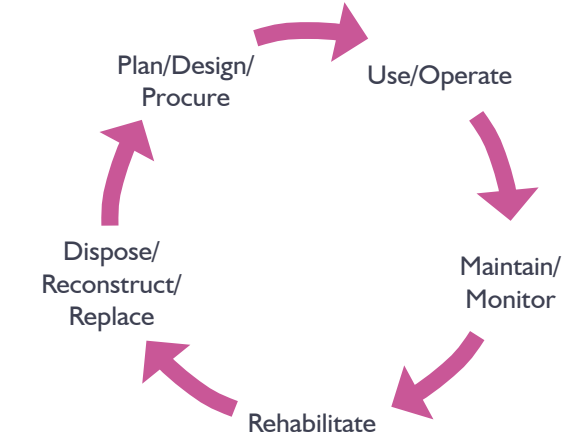 Plan/Design/
Procure
Use/Operate
Maintain/
Monitor
Rehabilitate
Dispose/
Reconstruct/
Replace